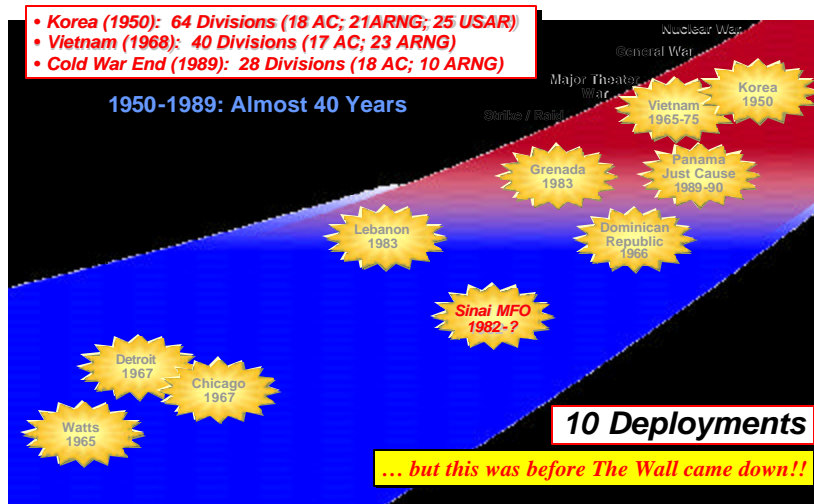 • Korea (1950): 64 Divisions (18 AC; 21ARNG; 25 USAR)
• Vietnam (1968): 40 Divisions (17 AC; 23 ARNG)
• Cold War End (1989): 28 Divisions (18 AC; 10 ARNG)
1950-1989: Almost 40 Years
Nuclear War
General War
Major Theater
War
Strike / Raid
Korea
1950
Vietnam
1965-75
Grenada
1983
Panama
Just Cause
1989-90
Lebanon
1983
Dominican
Republic
1966
Sinai MFO
1982-?
Detroit
1967
Chicago
1967
Watts
1965
10 Deployments
… but this was before The Wall came down!!